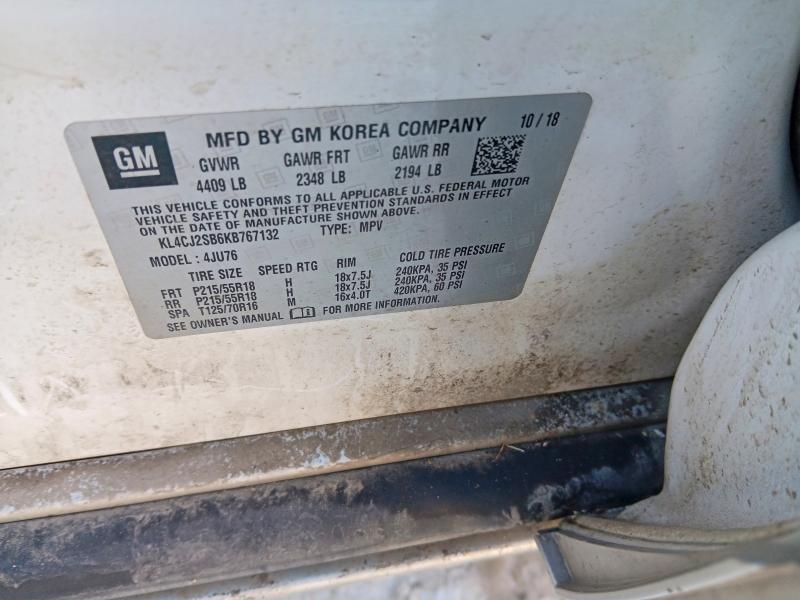 GM
MFD BY GM KOREA COMPANY 10 / 18
GVWR GAWR FRT GAWR RR
4409 LB 2348 LB 2194 LB
THIS VEHICLE CONFORMS TO ALL APPLICABLE U.S. FEDERAL MOTOR
VEHICLE SAFETY AND THEFT PREVENTION STANDARDS IN EFFECT
ON THE DATE OF MANUFACTURE SHOWN ABOVE.
KL4CJ2SB6KB767132 TYPE: MPV
MODEL : 4JU76
TIRE SIZE SPEED RTG RIM COLD TIRE PRESSURE
FRT P215/55R18 H 18x7.5J 240KPA, 35 PSI
RR P215/55R18 H 18x7.5J 240KPA, 35 PSI
SPA T125/70R16 M 16x4.0T 420KPA, 60 PSI
SEE OWNER'S MANUAL FOR MORE INFORMATION.